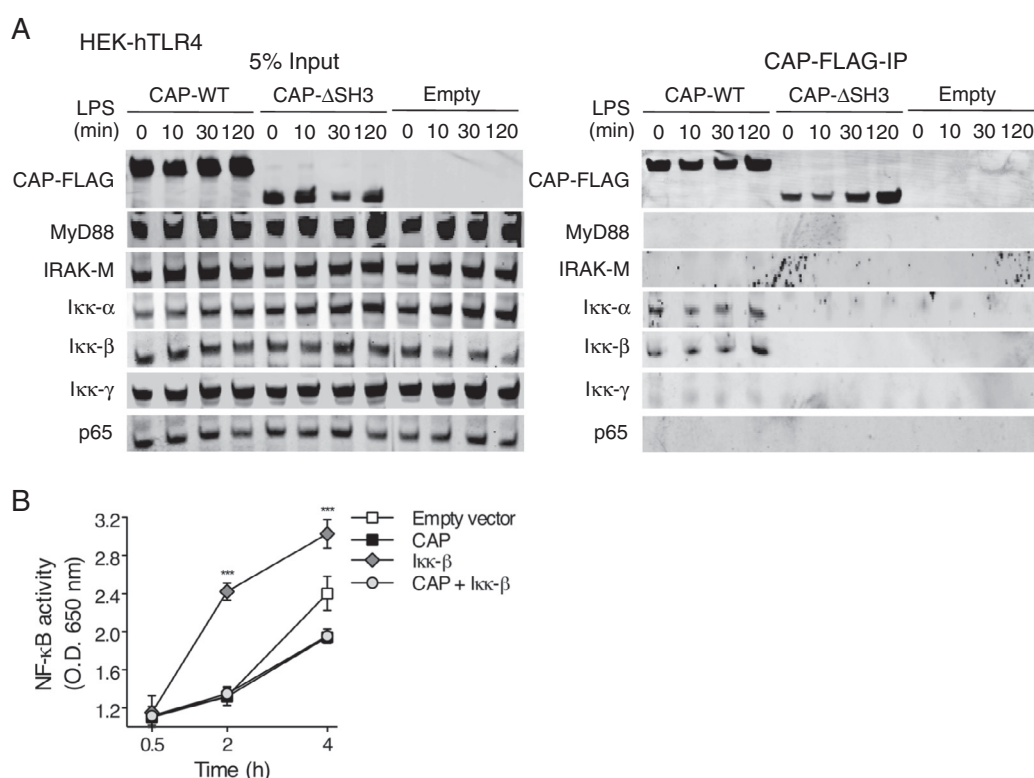 A
HEK-hTLR4
5% Input
CAP-WT CAP-ΔSH3 Empty
LPS (min) 0 10 30 120 0 10 30 120 0 10 30 120
CAP-FLAG
MyD88
IRAK-M
Iκκ-α
Iκκ-β
Iκκ-γ
p65
CAP-FLAG-IP
CAP-WT CAP-ΔSH3 Empty
LPS (min) 0 10 30 120 0 10 30 120 0 10 30 120
CAP-FLAG
MyD88
IRAK-M
Iκκ-α
Iκκ-β
Iκκ-γ
p65
B
NF-κB activity
(O.D. 650 nm)
3.2
2.8
2.4
2.0
1.6
1.2
***
***
0.5 2 4
Time (h)
Empty vector
CAP
Iκκ-β
CAP + Iκκ-β